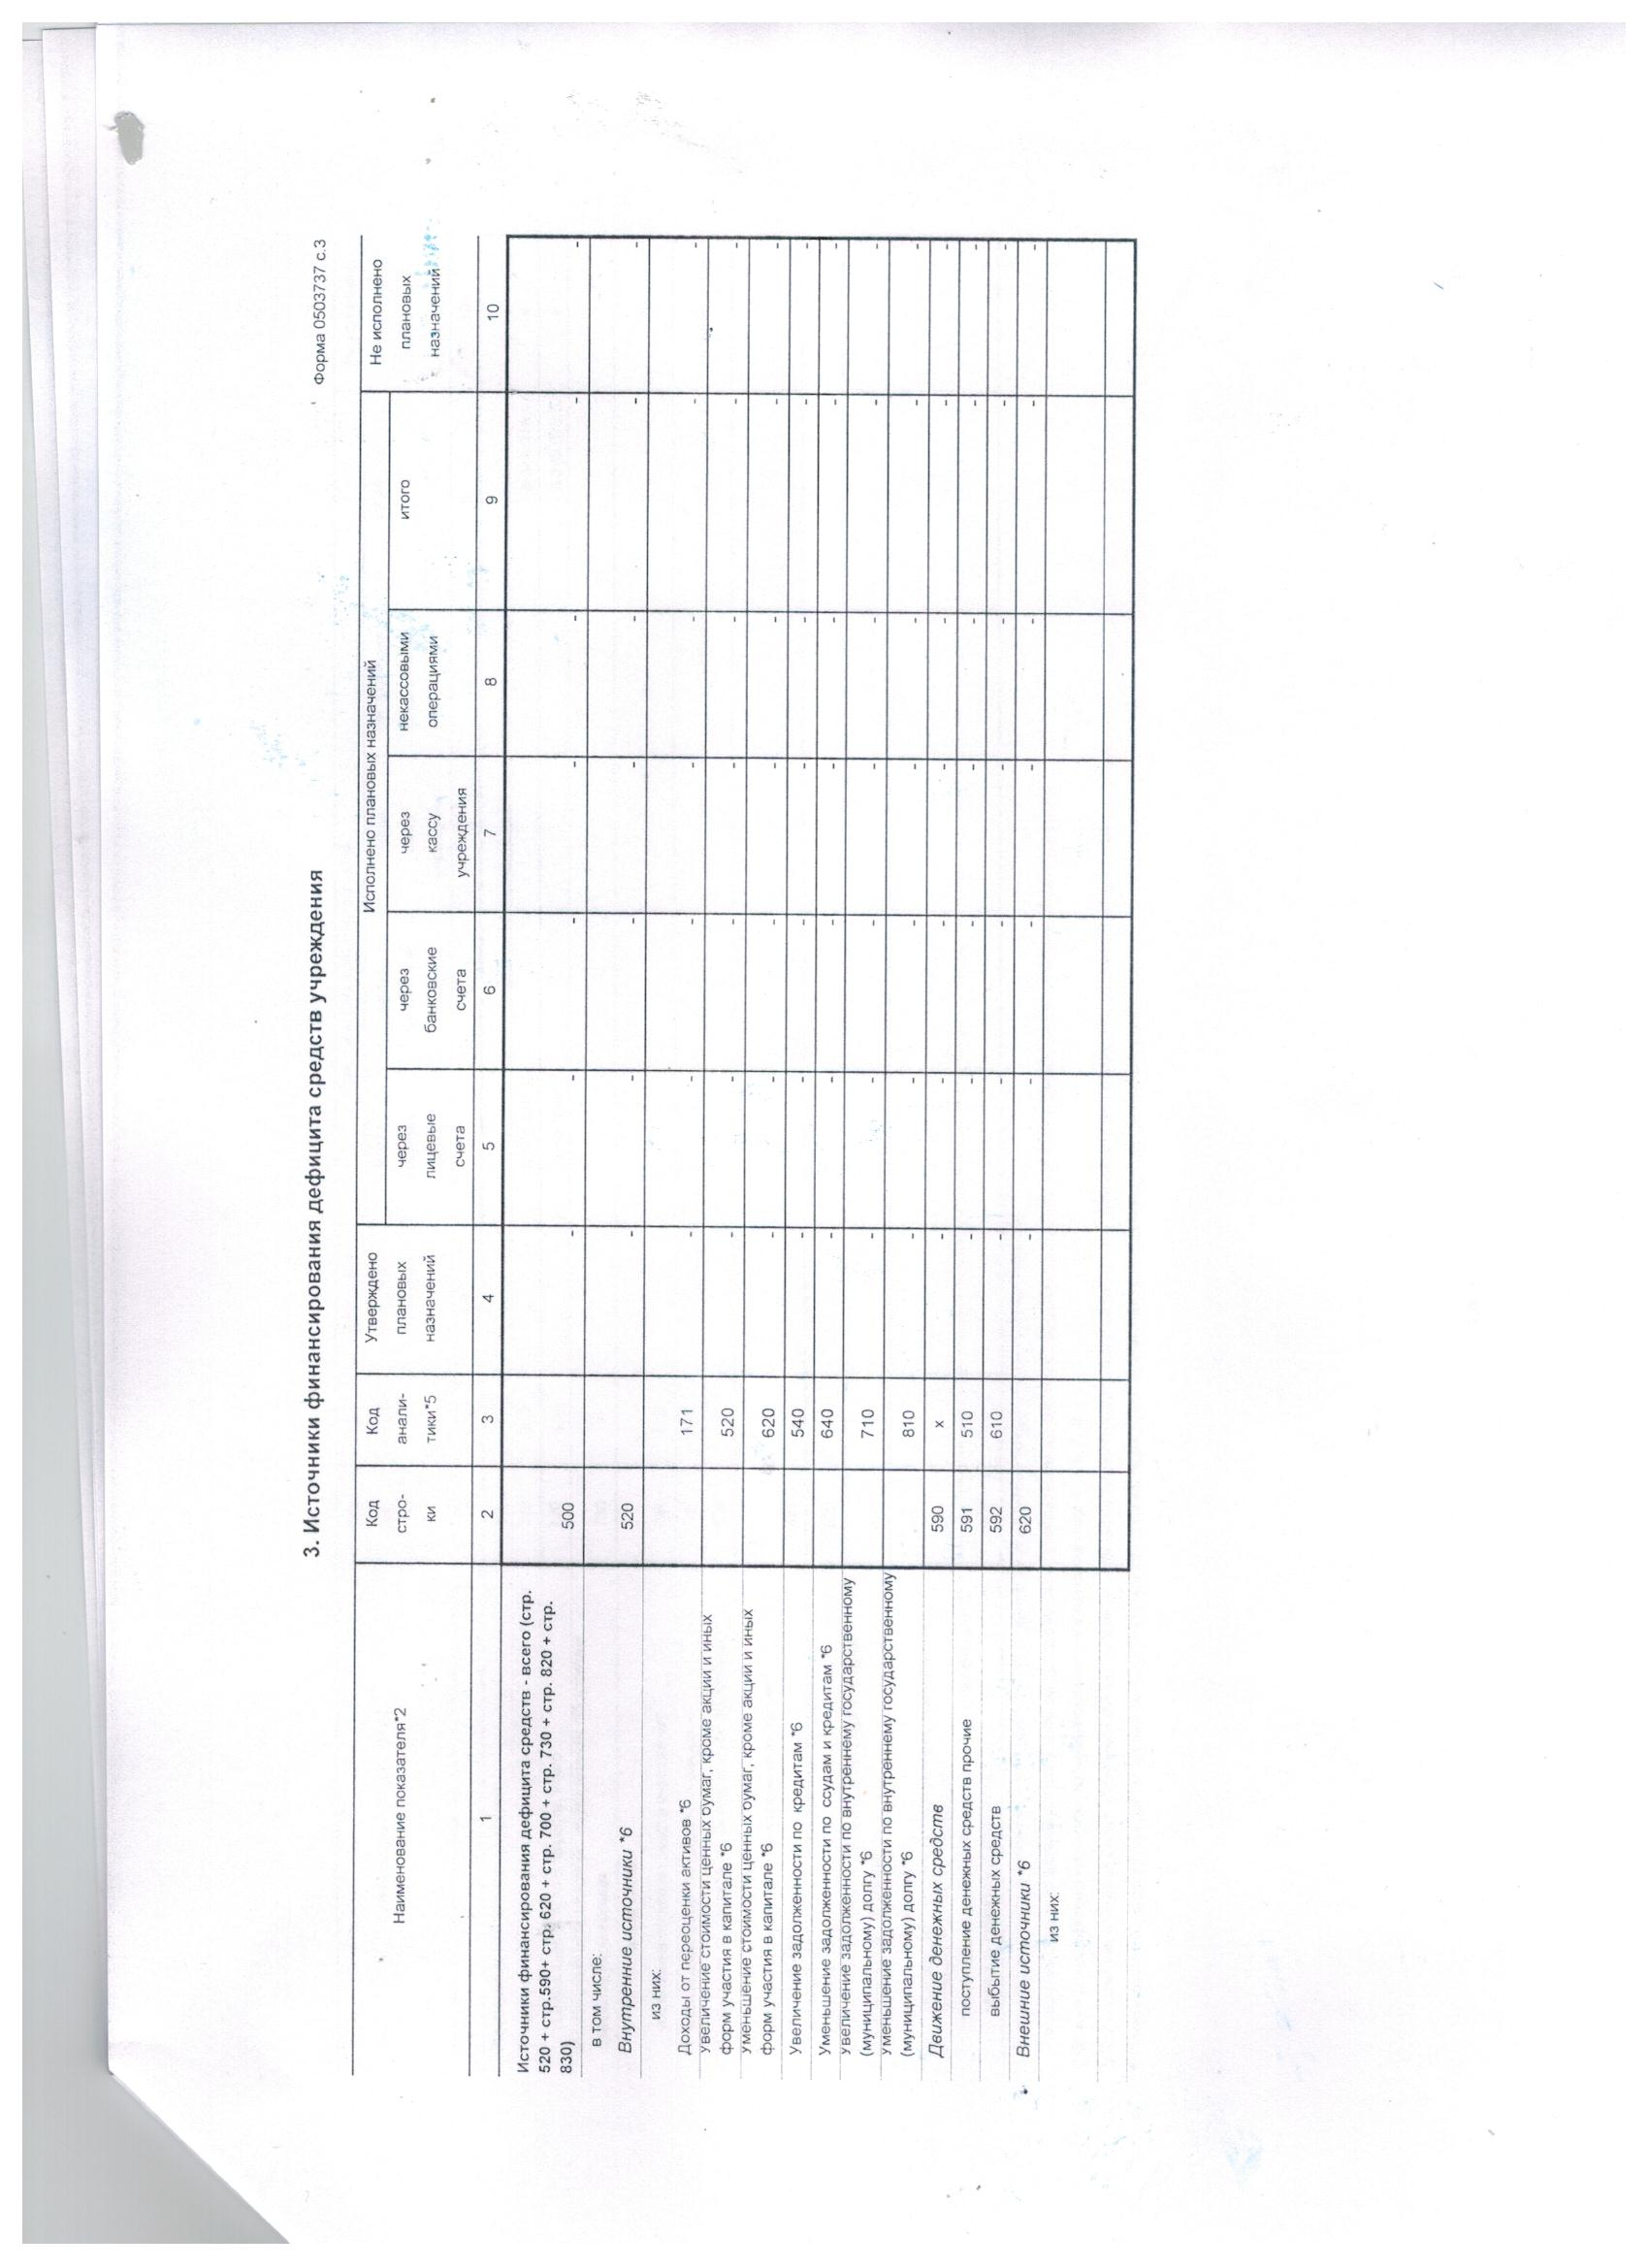 Форма 0503737 с.3
3. Источники финансирования дефицита средств учреждения
Наименование показателя*2
Код
стро-
ки
Код
анали-
тики*5
Утверждено
плановых
назначений
Исполнено плановых назначений
через
лицевые
счета
через
банковские
счета
через
кассу
учреждения
некассовыми
операциями
итого
Не исполнено
плановых
назначений
1 2 3 4 5 6 7 8 9 10
Источники финансирования дефицита средств - всего (стр.
520 + стр.590+ стр. 620 + стр. 700 + стр. 730 + стр. 820 + стр.
830) 500 - - - - - - -
в том числе:
Внутренние источники *6 520 - - - - - - -
из них:
Доходы от переоценки активов *6 171 - - - - - - -
Увеличение стоимости ценных бумаг, кроме акций и иных
форм участия в капитале *6 520 - - - - - - -
Уменьшение стоимости ценных бумаг, кроме акций и иных
форм участия в капитале *6 620 - - - - - - -
Увеличение задолженности по кредитам *6 540 - - - - - - -
Уменьшение задолженности по ссудам и кредитам *6 640 - - - - - - -
Увеличение задолженности по внутреннему государственному
(муниципальному) долгу *6 710 - - - - - - -
Уменьшение задолженности по внутреннему государственному
(муниципальному) долгу *6 810 - - - - - - -
Движение денежных средств 590 х - - - - - - -
поступление денежных средств прочие 591 510 - - - - - - -
выбытие денежных средств 592 610 - - - - - - -
Внешние источники *6 620 - - - - - - -
из них: